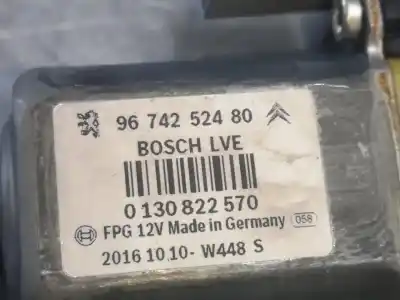 96 742 524 80
BOSCH LVE
0 130 822 570
FPG 12V Made in Germany 058
2016 10.10- W448 S